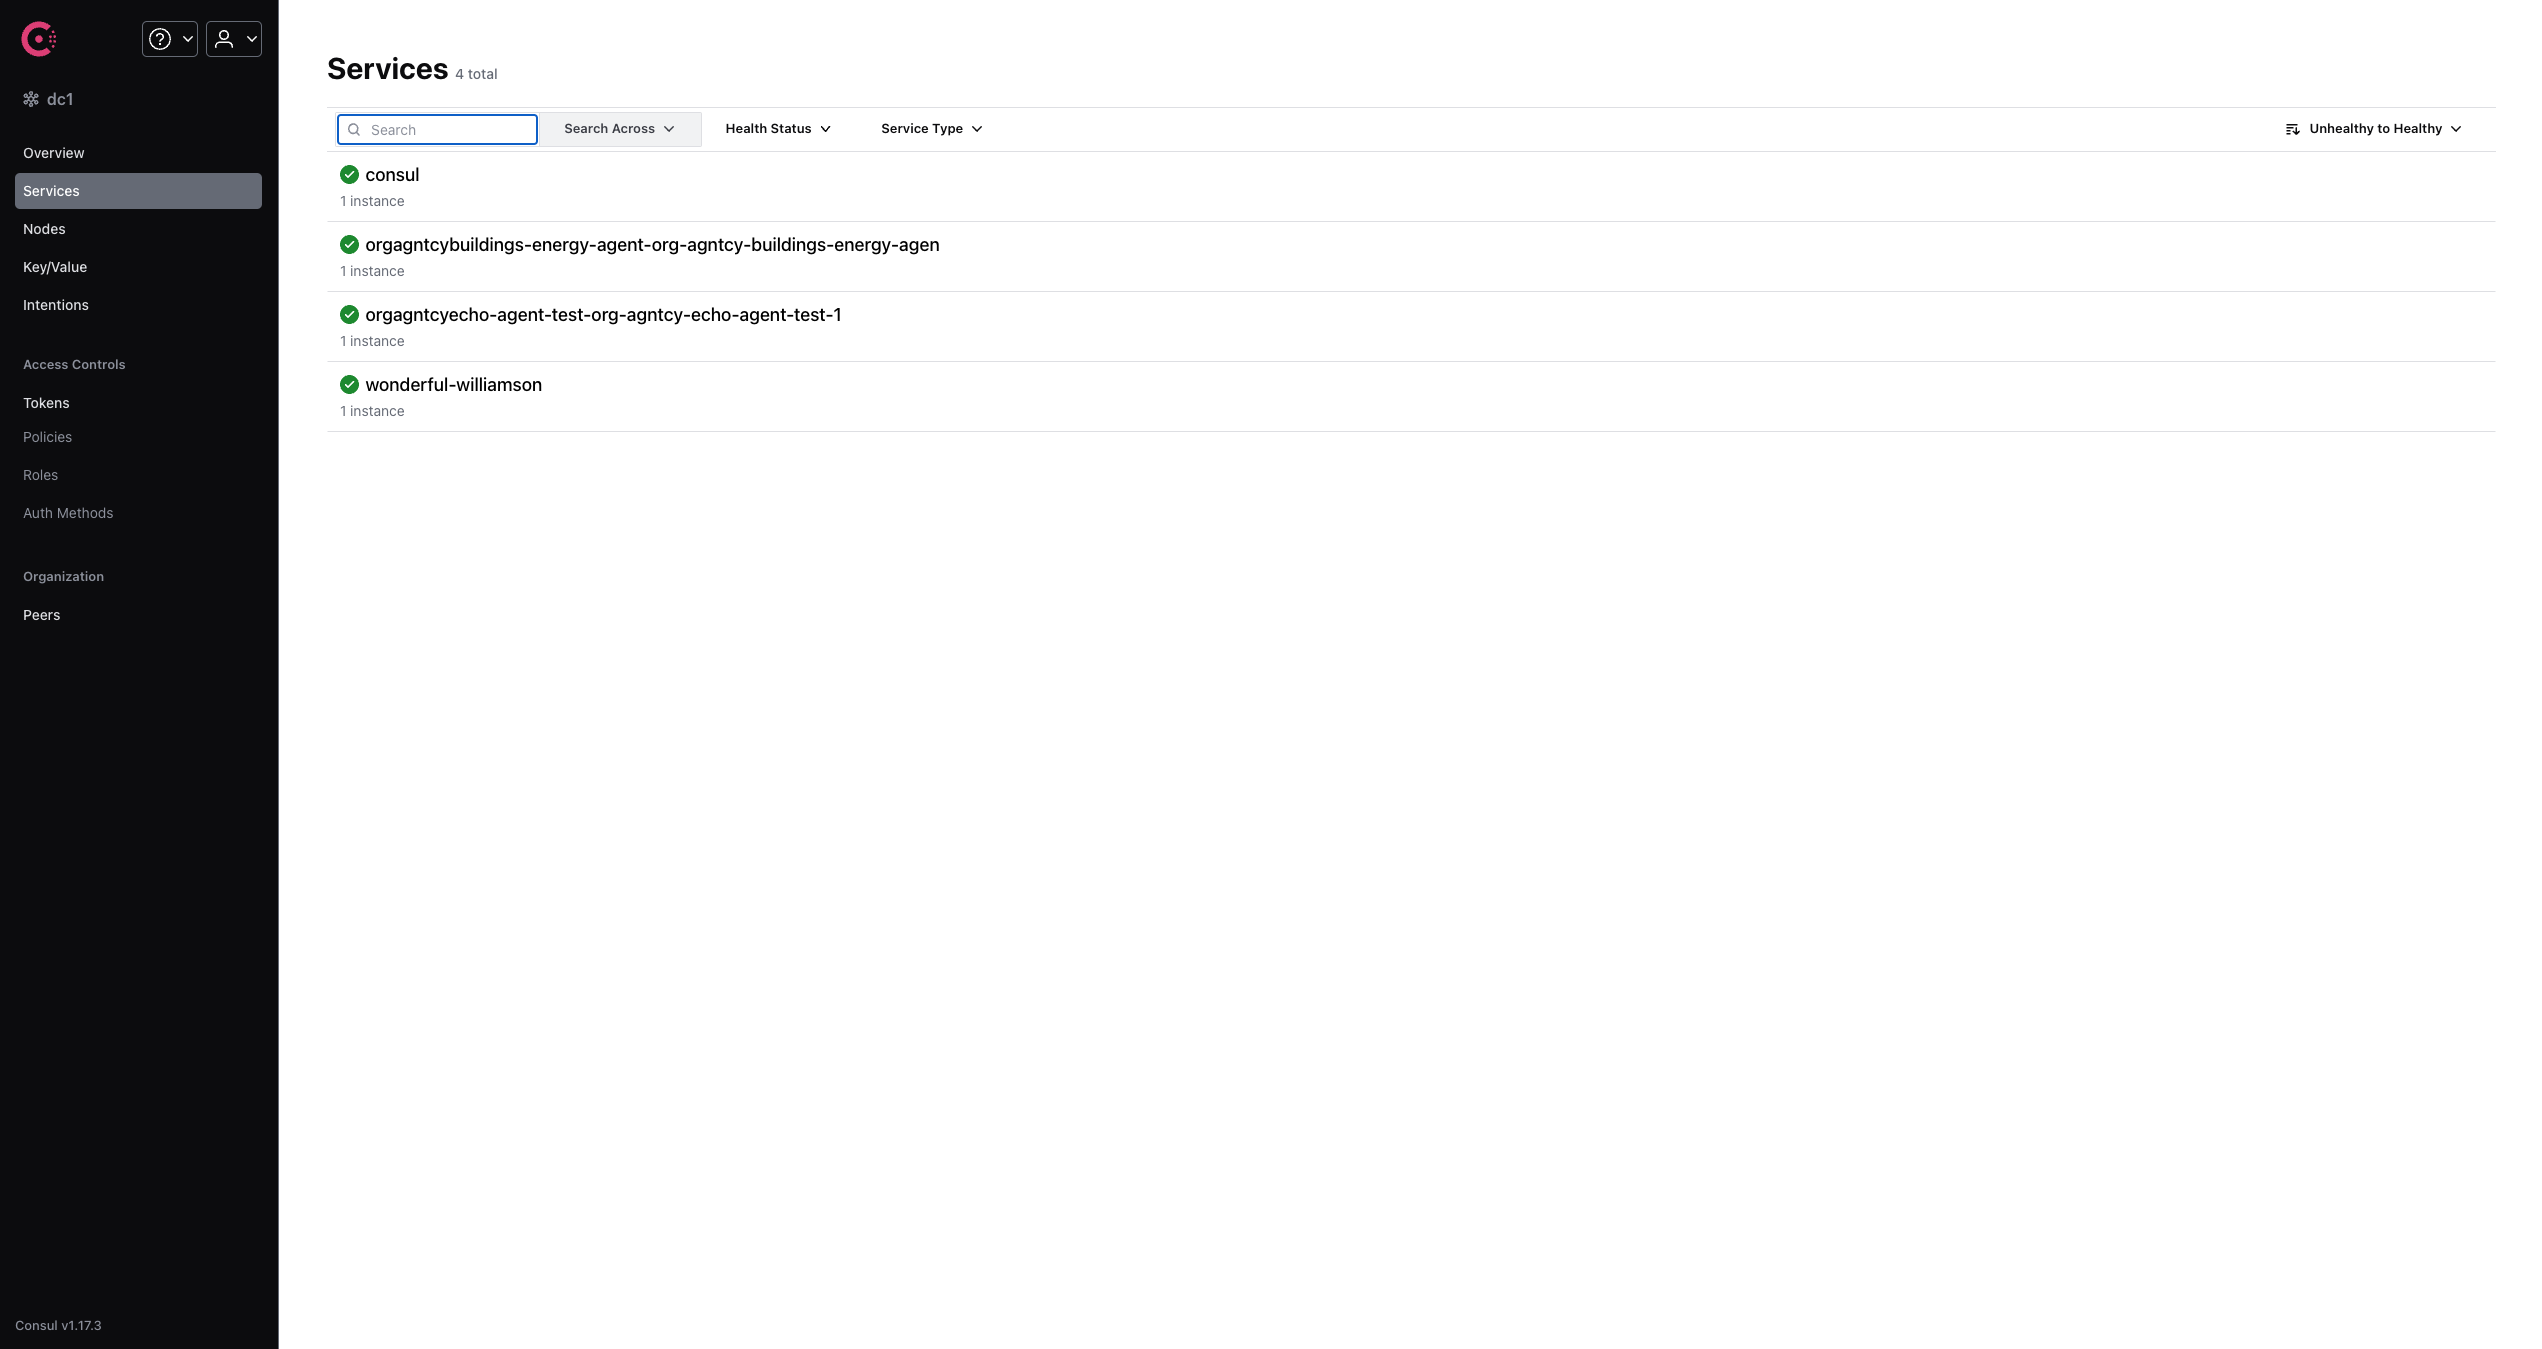 dc1
Overview
Services
Nodes
Key/Value
Intentions
Access Controls
Tokens
Policies
Roles
Auth Methods
Organization
Peers
Consul v1.17.3
Services 4 total
Search Search Across Health Status Service Type Unhealthy to Healthy
consul
1 instance
orgagntcybuildings-energy-agent-org-agntcy-buildings-energy-agen
1 instance
orgagntcyecho-agent-test-org-agntcy-echo-agent-test-1
1 instance
wonderful-williamson
1 instance